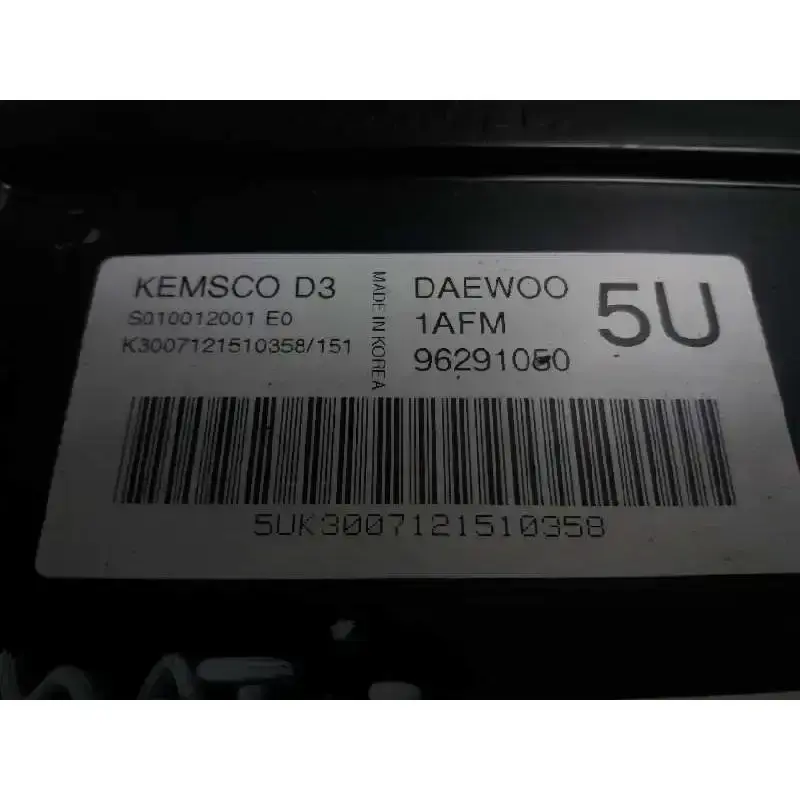 KEMSCO D3
S010012001 E0
K3007121510358/151
MADE IN KOREA
DAEWOO
1AFM
96291050
5U
5UK3007121510358